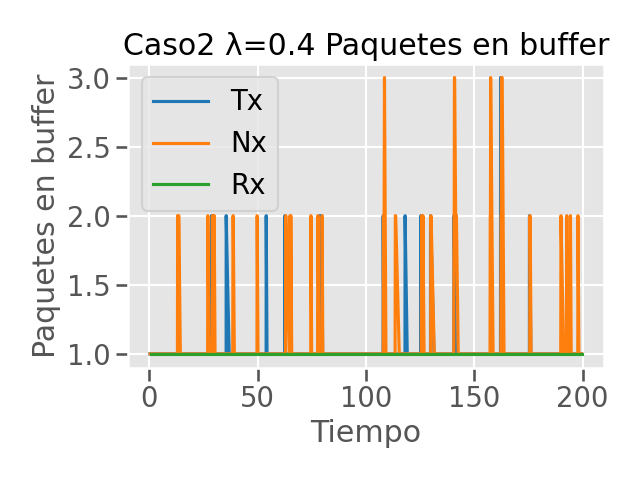 Caso2 λ=0.4 Paquetes en buffer
Paquetes en buffer
3.0
2.5
2.0
1.5
1.0
Tx
Nx
Rx
0 50 100 150 200
Tiempo